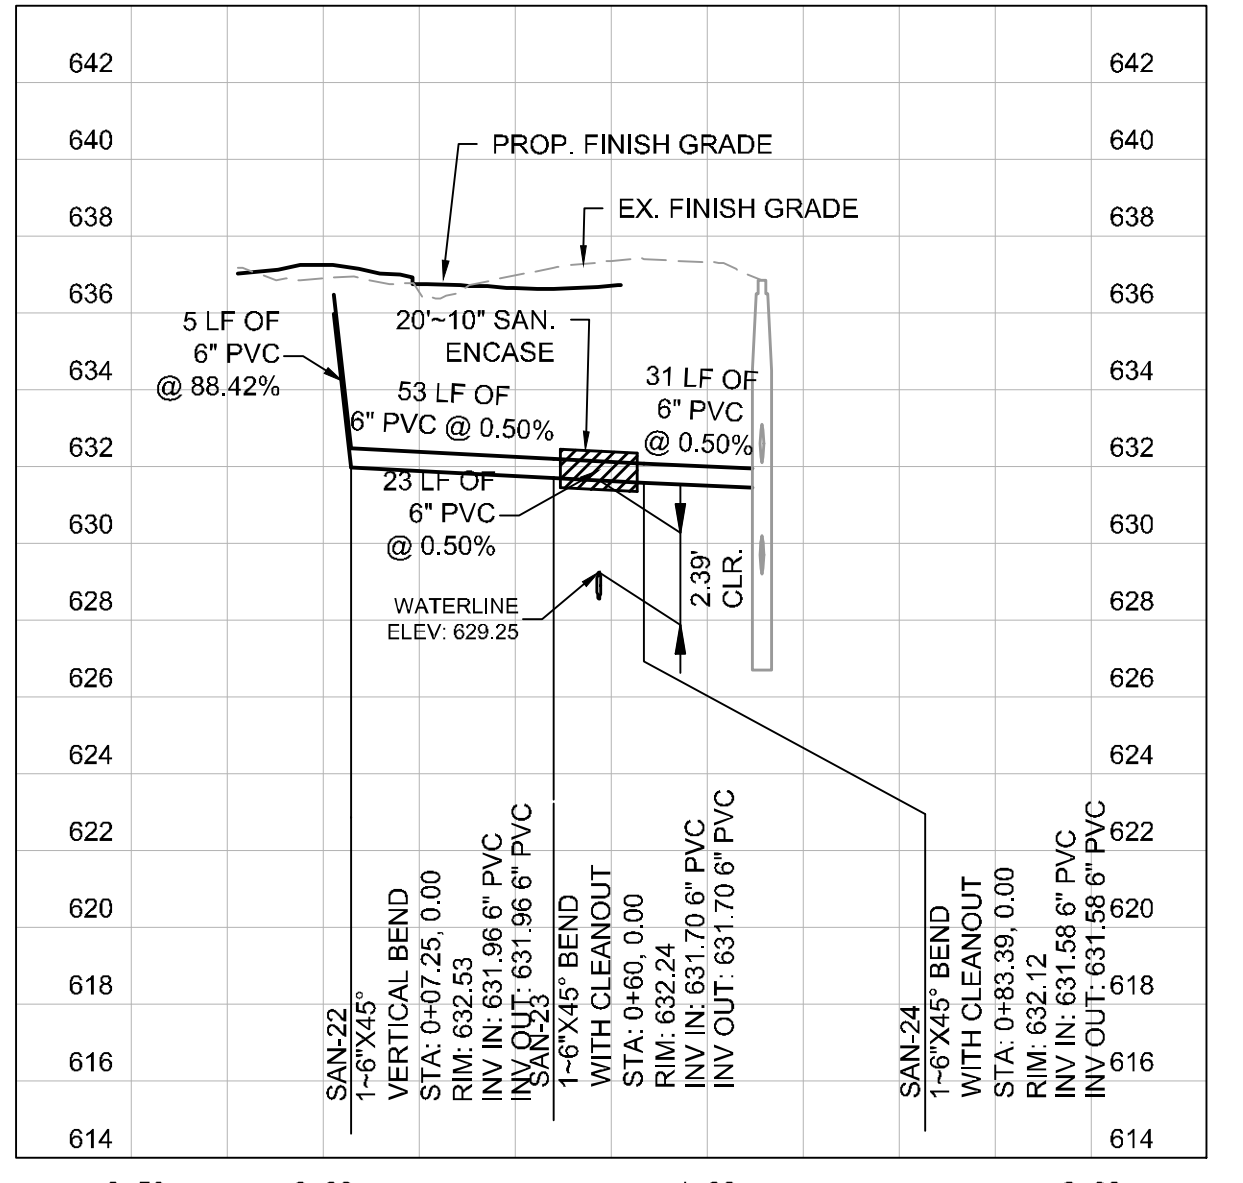 642
642
640
640
PROP. FINISH GRADE
638
EX. FINISH GRADE
638
636
636
5 LF OF
6" PVC
@ 88.42%
20'~10" SAN.
ENCASE
634
634
53 LF OF
6" PVC @ 0.50%
31 LF OF
6" PVC
@ 0.50%
632
632
23 LF OF
6" PVC
@ 0.50%
630
630
2.39'
CLR.
628
628
WATERLINE
ELEV: 629.25
626
626
624
624
622
622
620
620
618
618
616
616
614
614
SAN-22
1~6"X45°
VERTICAL BEND
STA: 0+07.25, 0.00
RIM: 632.53
INV IN: 631.96 6" PVC
INV OUT: 631.96 6" PVC
SAN-23
1~6"X45° BEND
WITH CLEANOUT
STA: 0+60, 0.00
RIM: 632.24
INV IN: 631.70 6" PVC
INV OUT: 631.70 6" PVC
SAN-24
1~6"X45° BEND
WITH CLEANOUT
STA: 0+83.39, 0.00
RIM: 632.12
INV IN: 631.58 6" PVC
INV OUT: 631.58 6" PVC